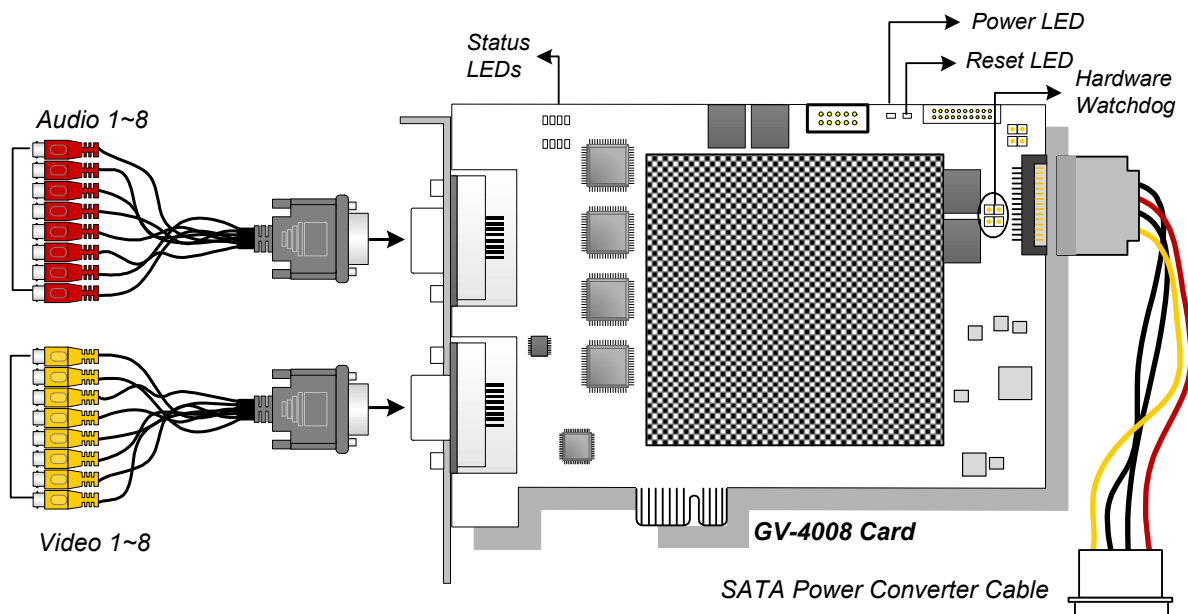 Power LED
Status
LEDs
Reset LED
Hardware
Watchdog
Audio 1~8
Video 1~8
GV-4008 Card
SATA Power Converter Cable